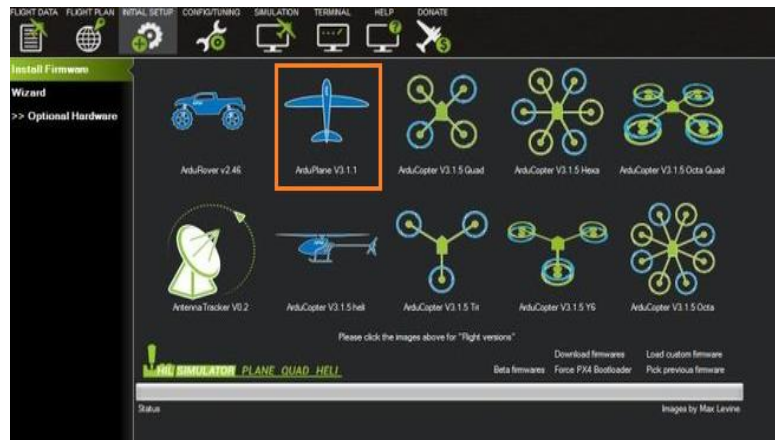 FLIGHT DATA FLIGHT PLAN INITIAL SETUP CONFIG/TUNING SIMULATION TERMINAL HELP DONATE
Install Firmware
Wizard
>> Optional Hardware
ArduRover v2.46 ArduPlane V3.1.1 ArduCopter V3.1.5 Quad ArduCopter V3.1.5 Hexa ArduCopter V3.1.5 Octa Quad
Antenna Tracker V0.2 ArduCopter V3.1.5 heli ArduCopter V3.1.5 Tri ArduCopter V3.1.5 Y6 ArduCopter V3.1.5 Octa
Please click the images above for "Flight versions"
Download firmwares Load custom firmware
HIL SIMULATOR PLANE QUAD HELI Beta firmwares Force PX4 Bootloader Pick previous firmware
Status Images by Max Levine